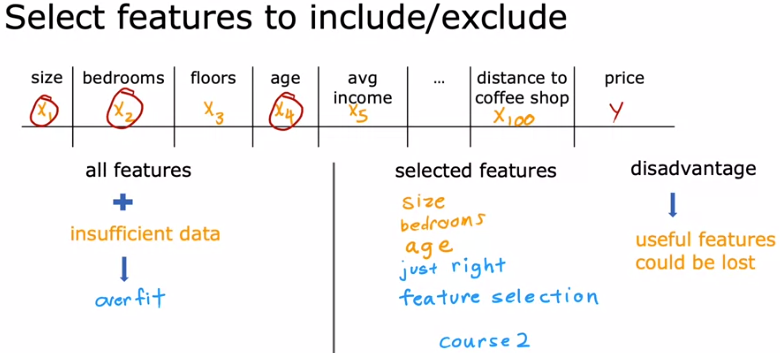 Select features to include/exclude
size bedrooms floors age avg income ... distance to coffee shop price
x₁ x₂ x₃ x₄ x₅ x₁₀₀ y
all features
+
insufficient data
overfit
selected features
size
bedrooms
age
just right
feature selection
course 2
disadvantage
useful features
could be lost